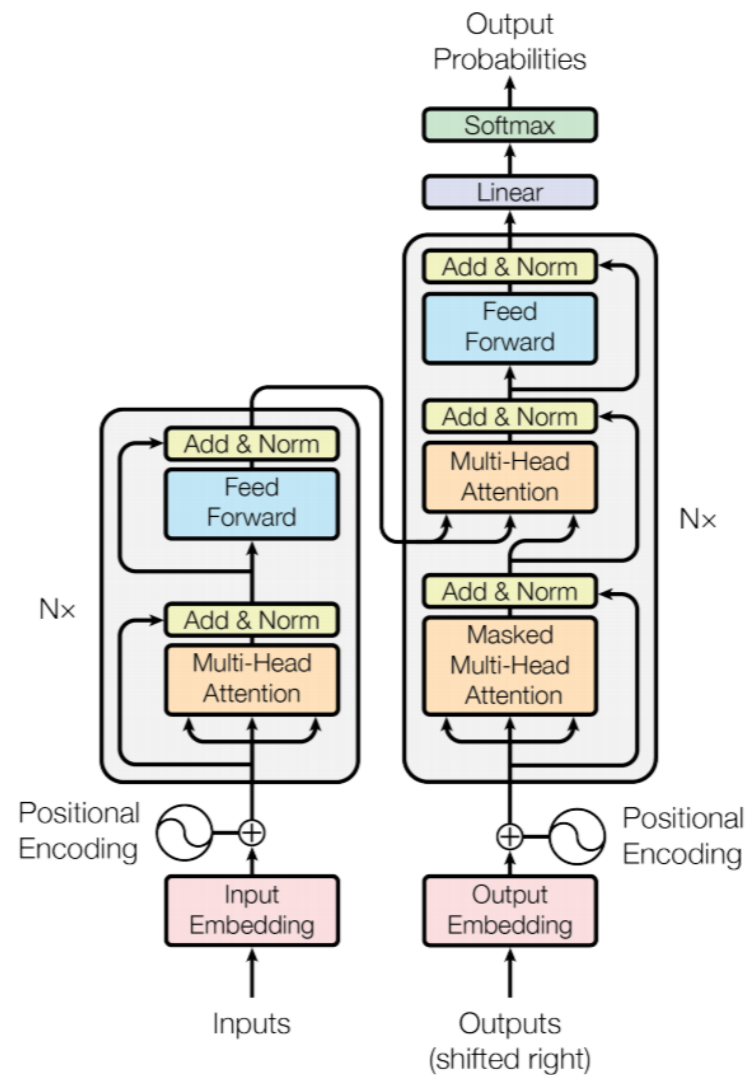 Output
Probabilities
Softmax
Linear
Add & Norm
Feed
Forward
Add & Norm
Multi-Head
Attention
Add & Norm
Masked
Multi-Head
Attention
Nx
Add & Norm
Feed
Forward
Add & Norm
Multi-Head
Attention
Nx
Positional
Encoding
Positional
Encoding
Input
Embedding
Output
Embedding
Inputs
Outputs
(shifted right)